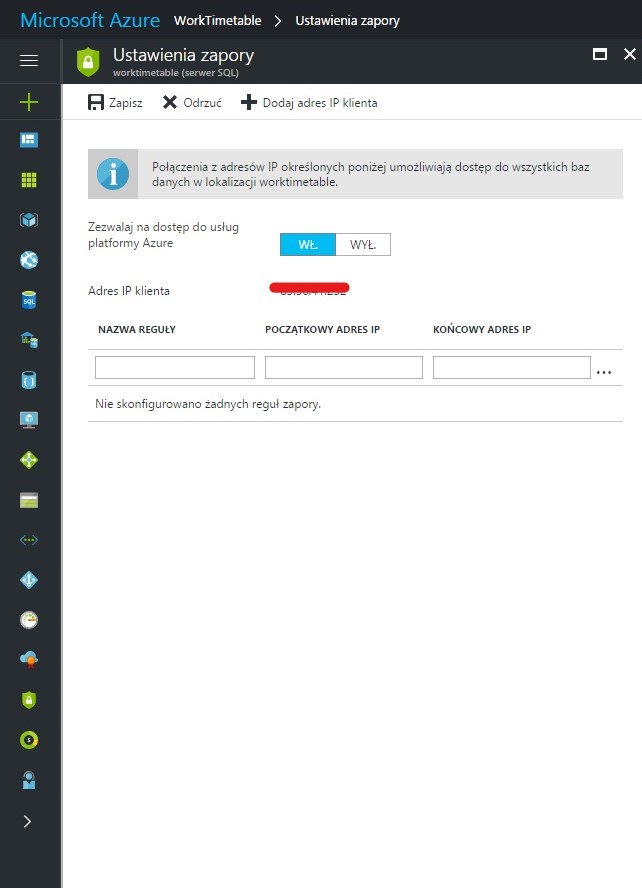 Microsoft Azure WorkTimetable > Ustawienia zapory
Ustawienia zapory
worktimetable (serwer SQL)
Zapisz Odrzuć Dodaj adres IP klienta
Połączenia z adresów IP określonych poniżej umożliwiają dostęp do wszystkich baz
danych w lokalizacji worktimetable.
Zezwalaj na dostęp do usług
platformy Azure
WŁ. WYŁ.
Adres IP klienta
NAZWA REGUŁY POCZĄTKOWY ADRES IP KOŃCOWY ADRES IP
...
Nie skonfigurowano żadnych reguł zapory.
SQL